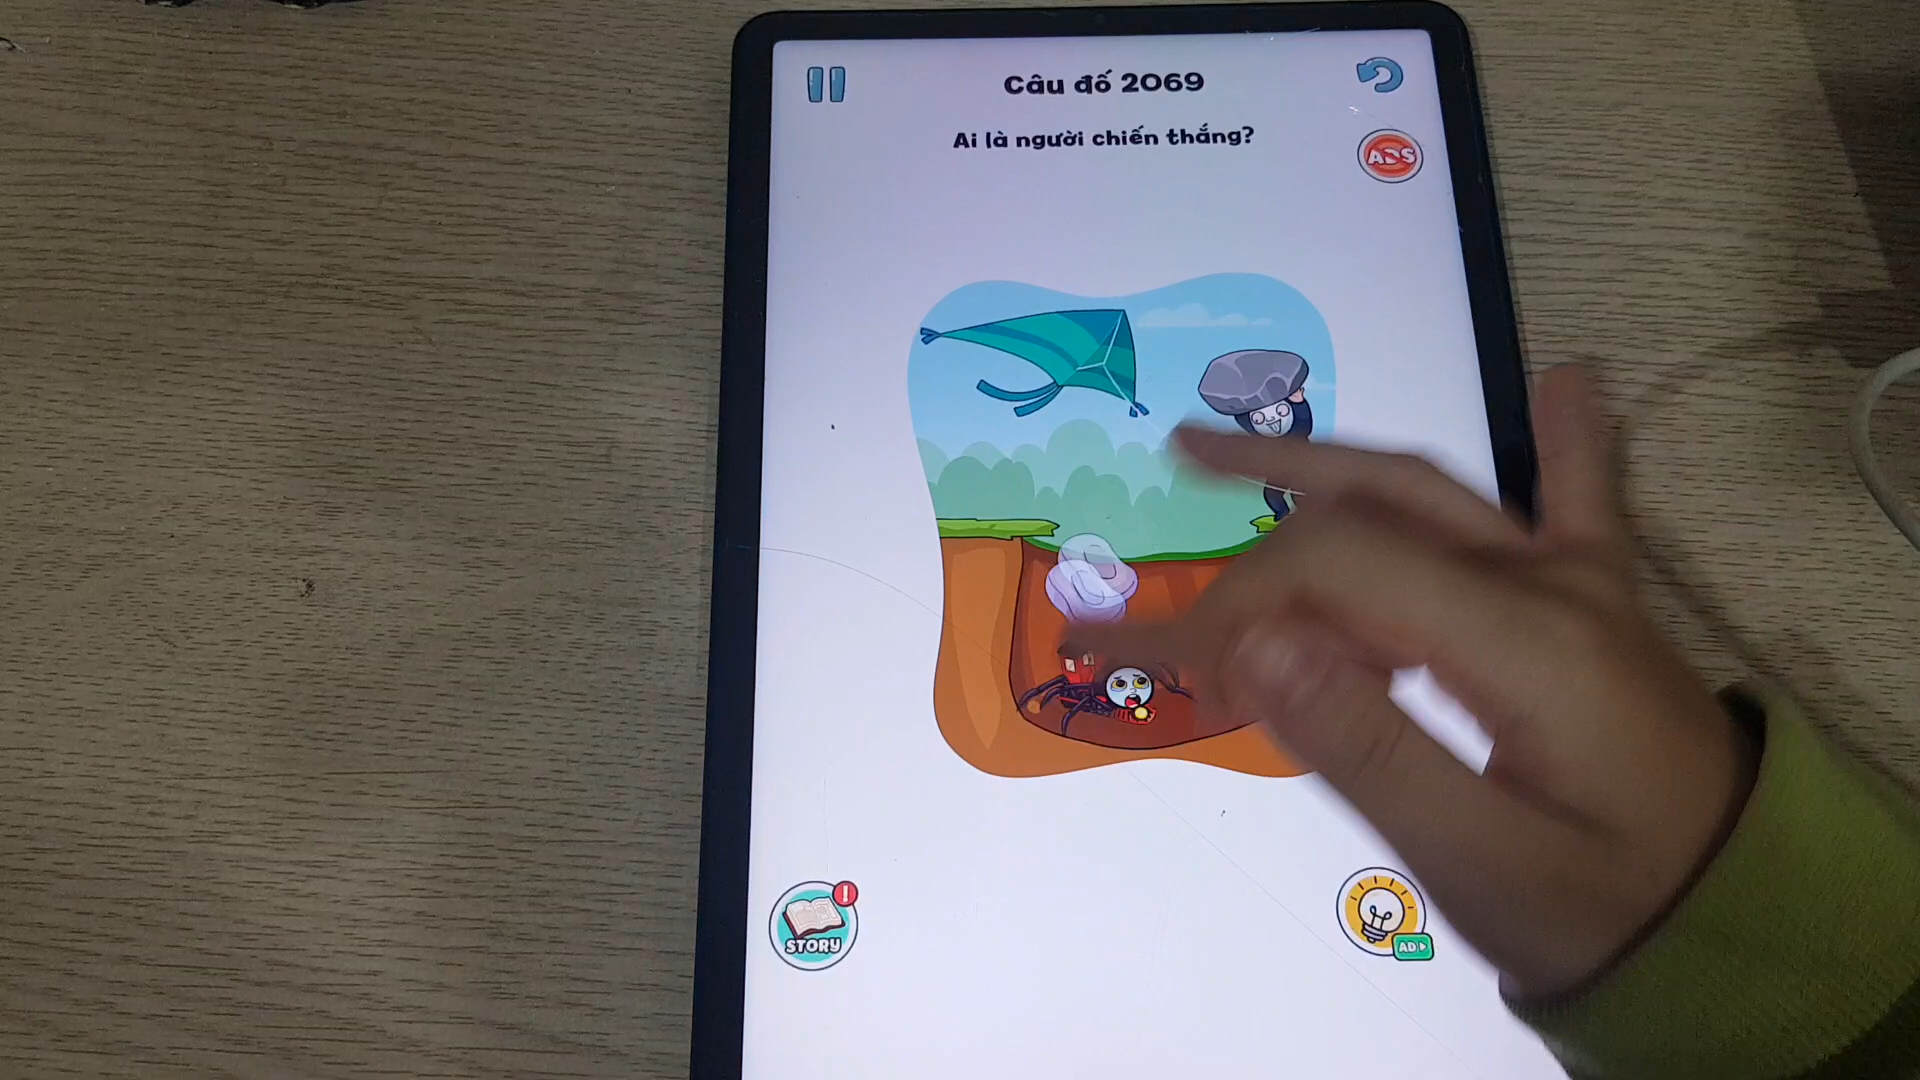 Câu đố 2069
Ai là người chiến thắng?
ADS
STORY
AD